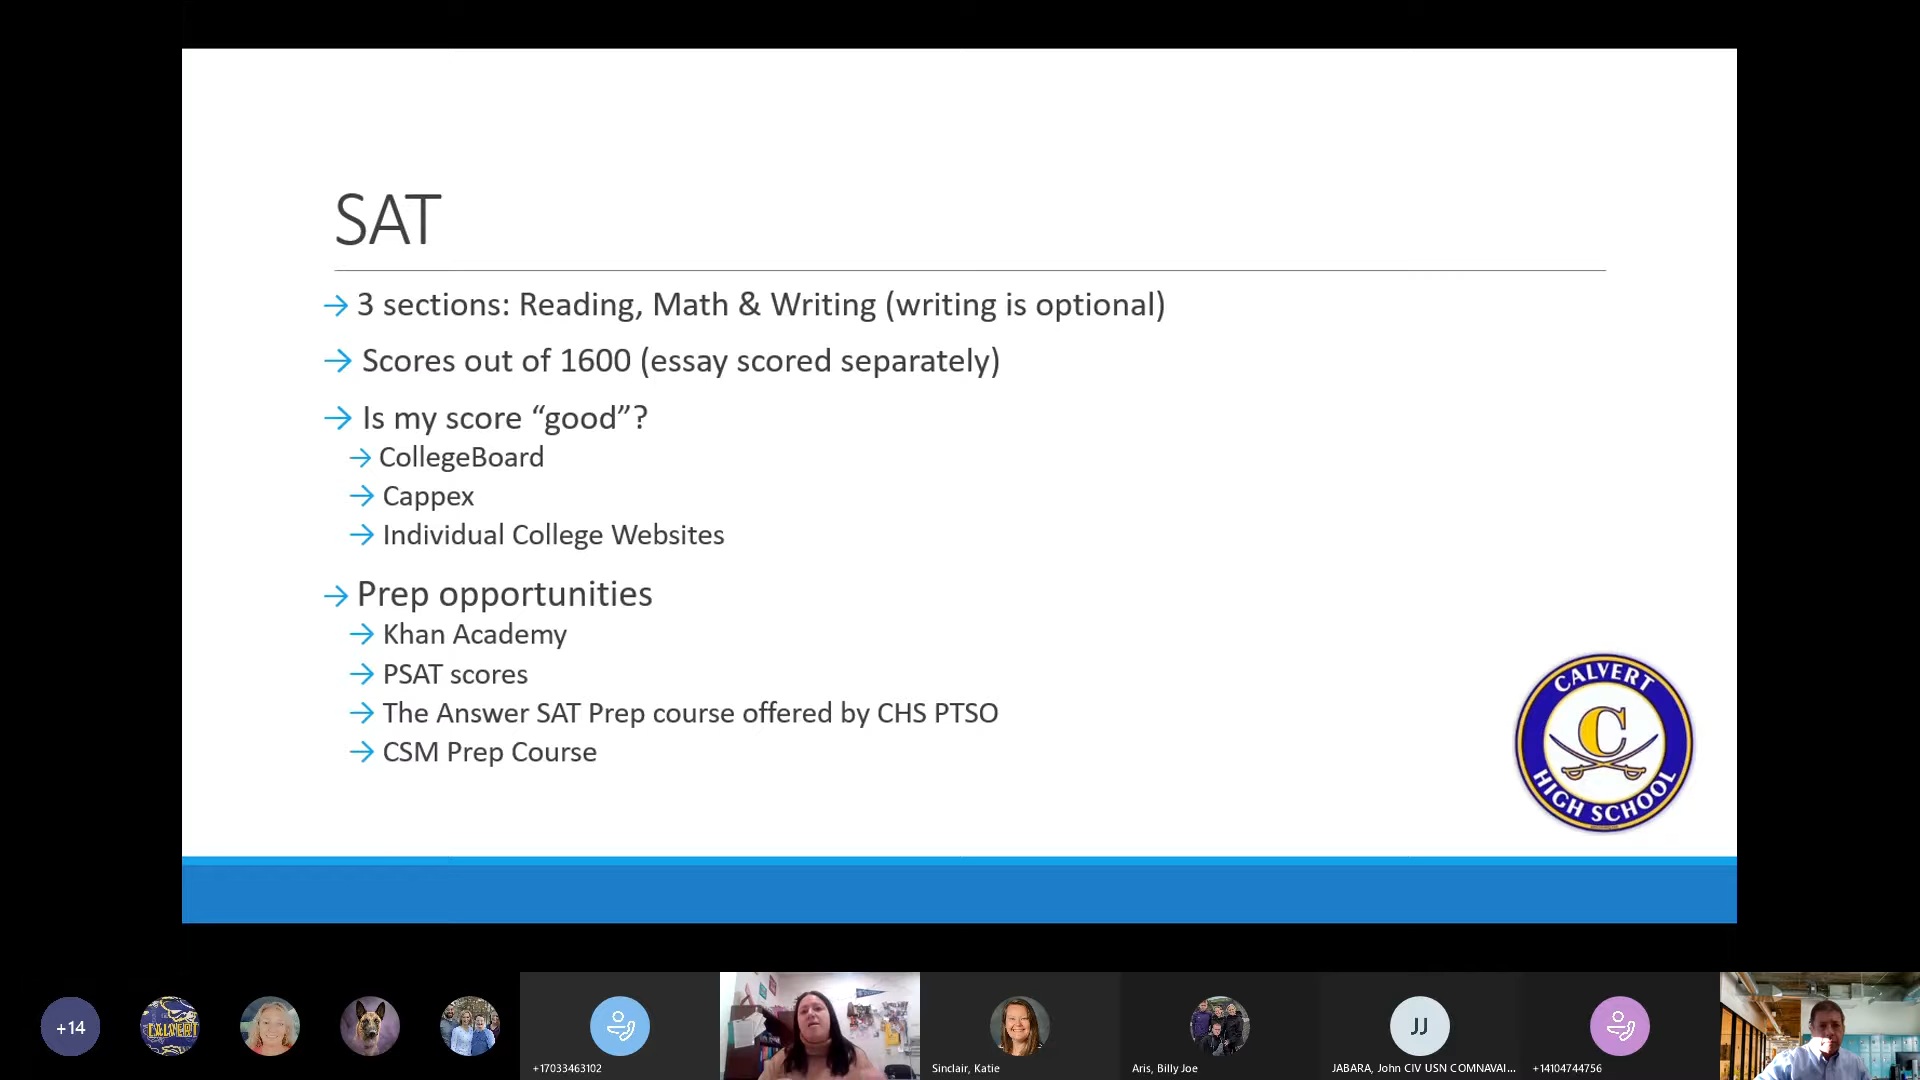 SAT
→ 3 sections: Reading, Math & Writing (writing is optional)
→ Scores out of 1600 (essay scored separately)
→ Is my score “good”?
→ CollegeBoard
→ Cappex
→ Individual College Websites
→ Prep opportunities
→ Khan Academy
→ PSAT scores
→ The Answer SAT Prep course offered by CHS PTSO
→ CSM Prep Course
CALVERT
C
HIGH SCHOOL
+14
CALVERT
JJ
+17033463102
Sinclair, Katie
Aris, Billy Joe
JABARA, John CIV USN COMNAVAI...
+14104744756